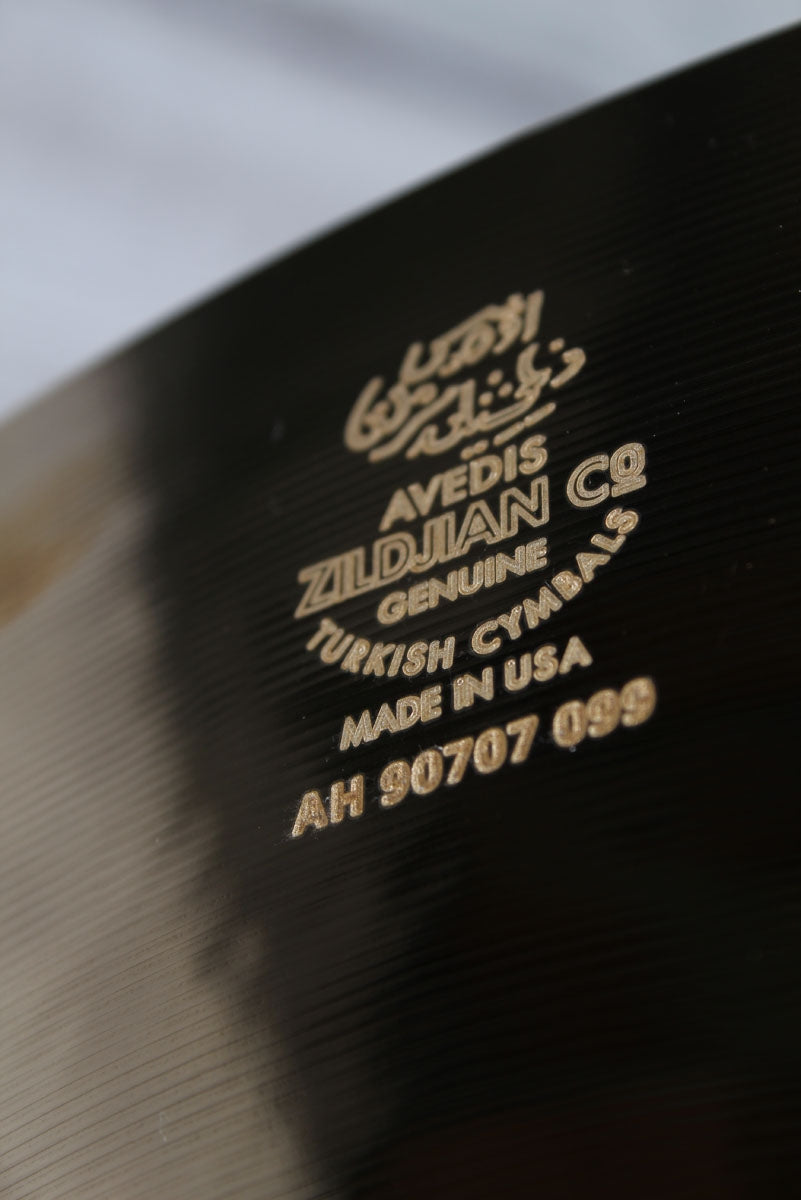 AVEDIS
ZILDJIAN Co
GENUINE
TURKISH CYMBALS
MADE IN USA
AH 90707 099